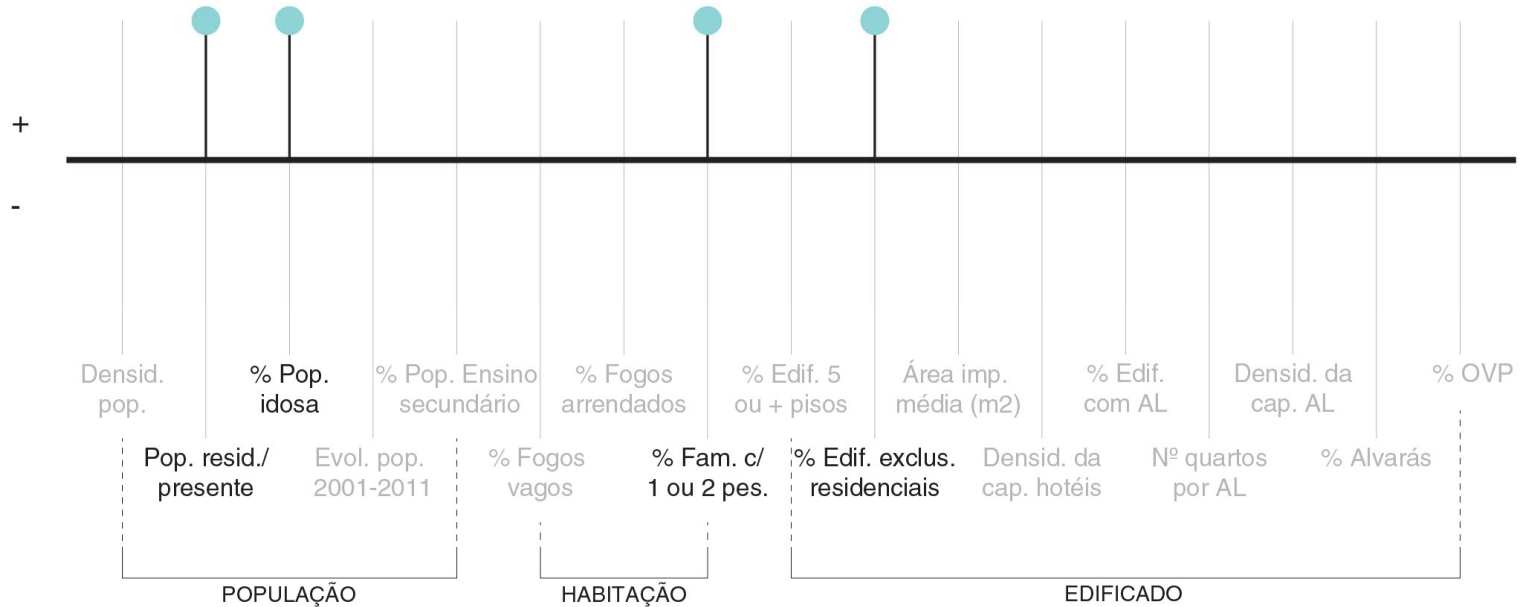 +
-
Densid.
pop.
% Pop.
idosa
% Pop. Ensino
secundário
% Fogos
arrendados
% Edif. 5
ou + pisos
Área imp.
média (m2)
% Edif.
com AL
Densid. da
cap. AL
% OVP
Pop. resid./
presente
Evol. pop.
2001-2011
% Fogos
vagos
% Fam. c/
1 ou 2 pes.
% Edif. exclus.
residenciais
Densid. da
cap. hotéis
Nº quartos
por AL
% Alvarás
POPULAÇÃO
HABITAÇÃO
EDIFICADO